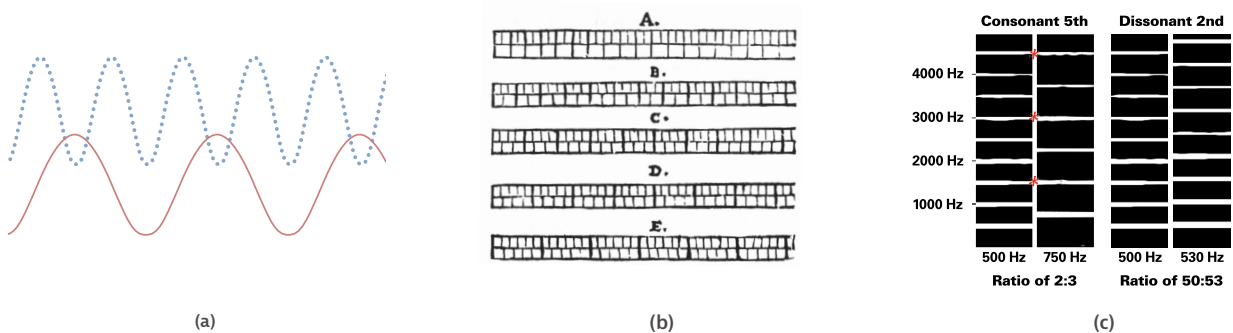 (a)
A.
B.
C.
D.
E.
(b)
Consonant 5th Dissonant 2nd
4000 Hz
3000 Hz
2000 Hz
1000 Hz
500 Hz 750 Hz 500 Hz 530 Hz
Ratio of 2:3 Ratio of 50:53
(c)